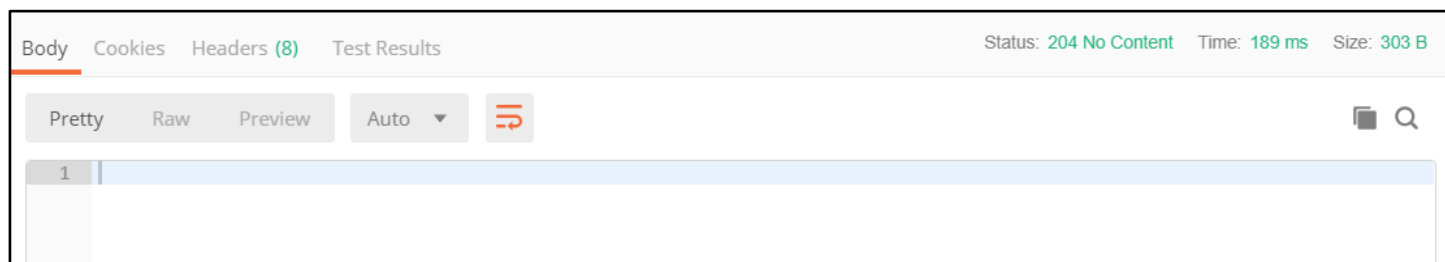 Body Cookies Headers (8) Test Results Status: 204 No Content Time: 189 ms Size: 303 B
Pretty Raw Preview Auto
1